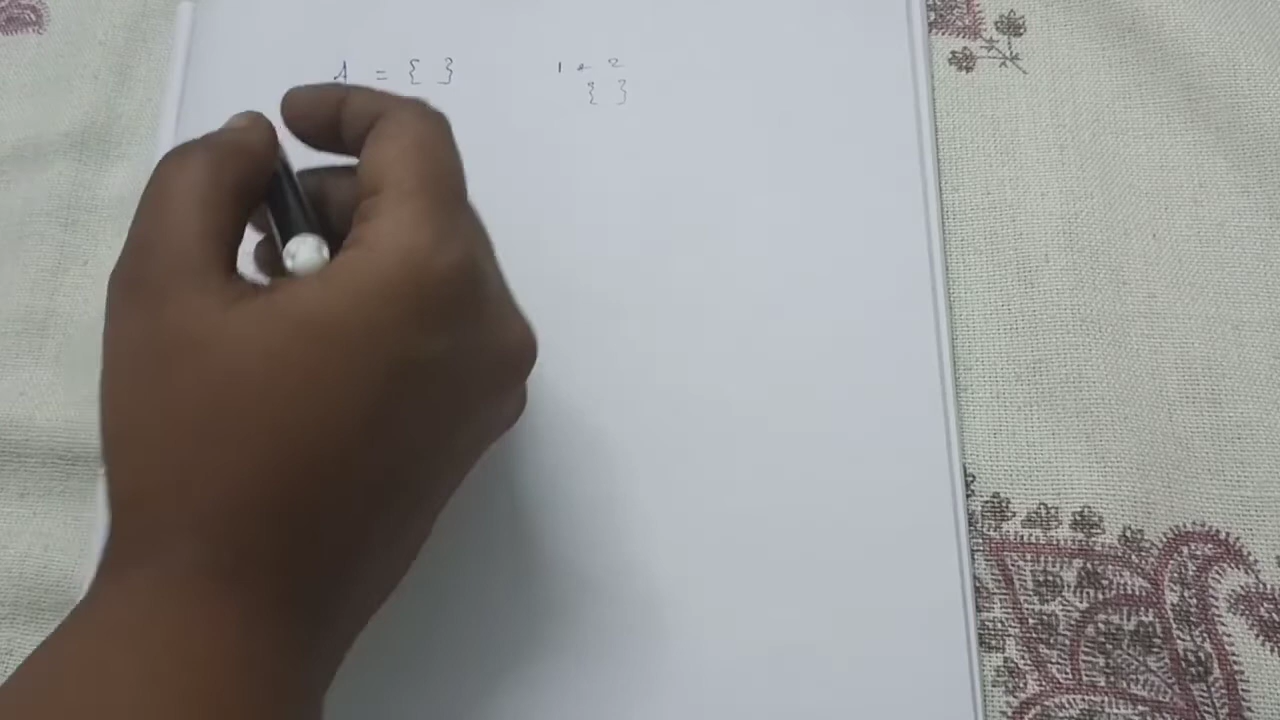 A = { } 1 & 2
{ }